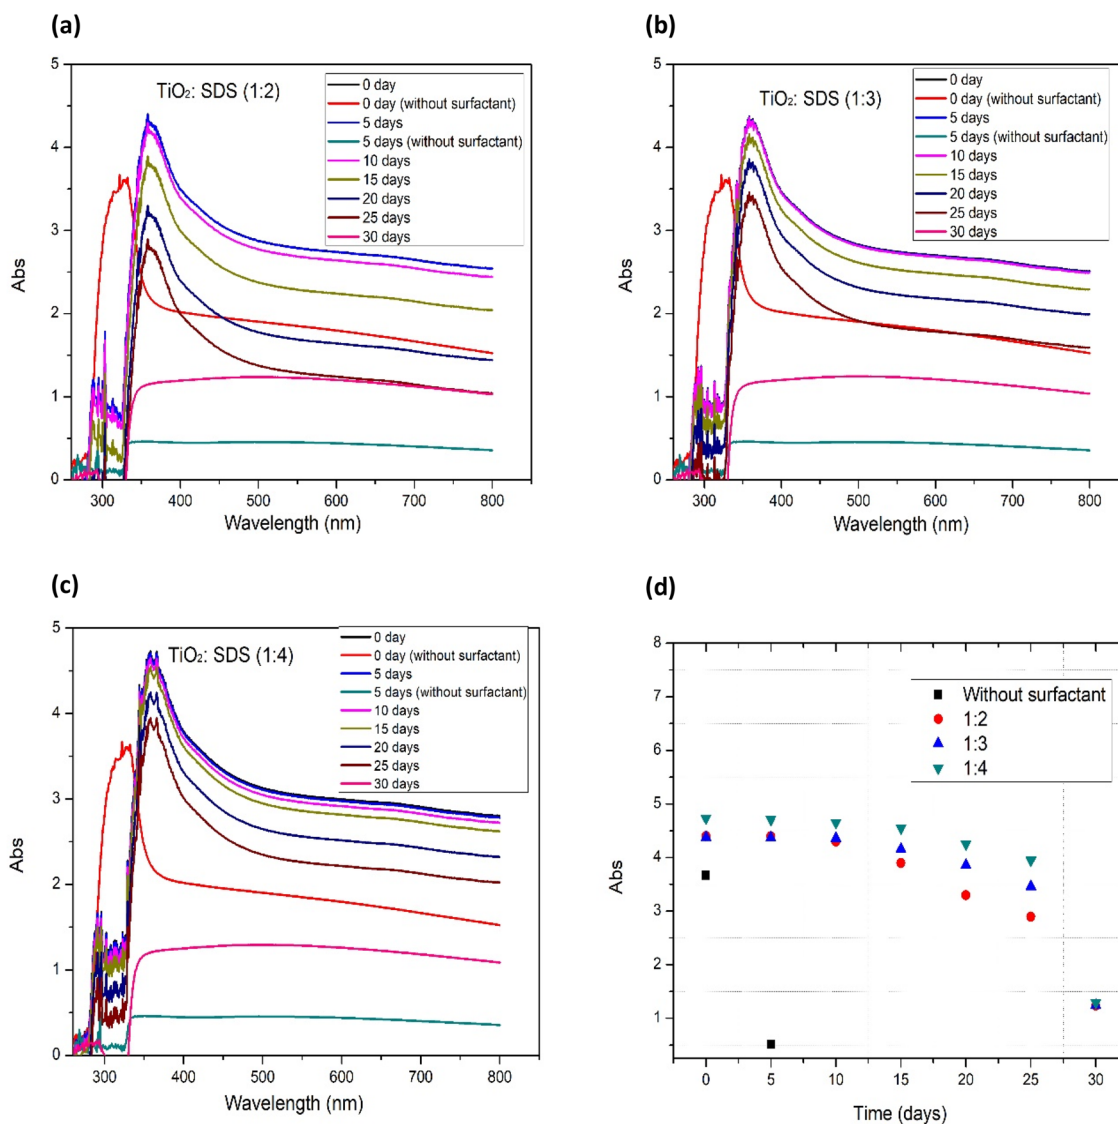 (a)
5
4
3
2
1
0
Abs
TiO₂: SDS (1:2)
0 day
0 day (without surfactant)
5 days
5 days (without surfactant)
10 days
15 days
20 days
25 days
30 days
300 400 500 600 700 800
Wavelength (nm)
(b)
5
4
3
2
1
0
Abs
TiO₂: SDS (1:3)
0 day
0 day (without surfactant)
5 days
5 days (without surfactant)
10 days
15 days
20 days
25 days
30 days
300 400 500 600 700 800
Wavelength (nm)
(c)
5
4
3
2
1
0
Abs
TiO₂: SDS (1:4)
0 day
0 day (without surfactant)
5 days
5 days (without surfactant)
10 days
15 days
20 days
25 days
30 days
300 400 500 600 700 800
Wavelength (nm)
(d)
8
7
6
5
4
3
2
1
Abs
Without surfactant
1:2
1:3
1:4
0 5 10 15 20 25 30
Time (days)